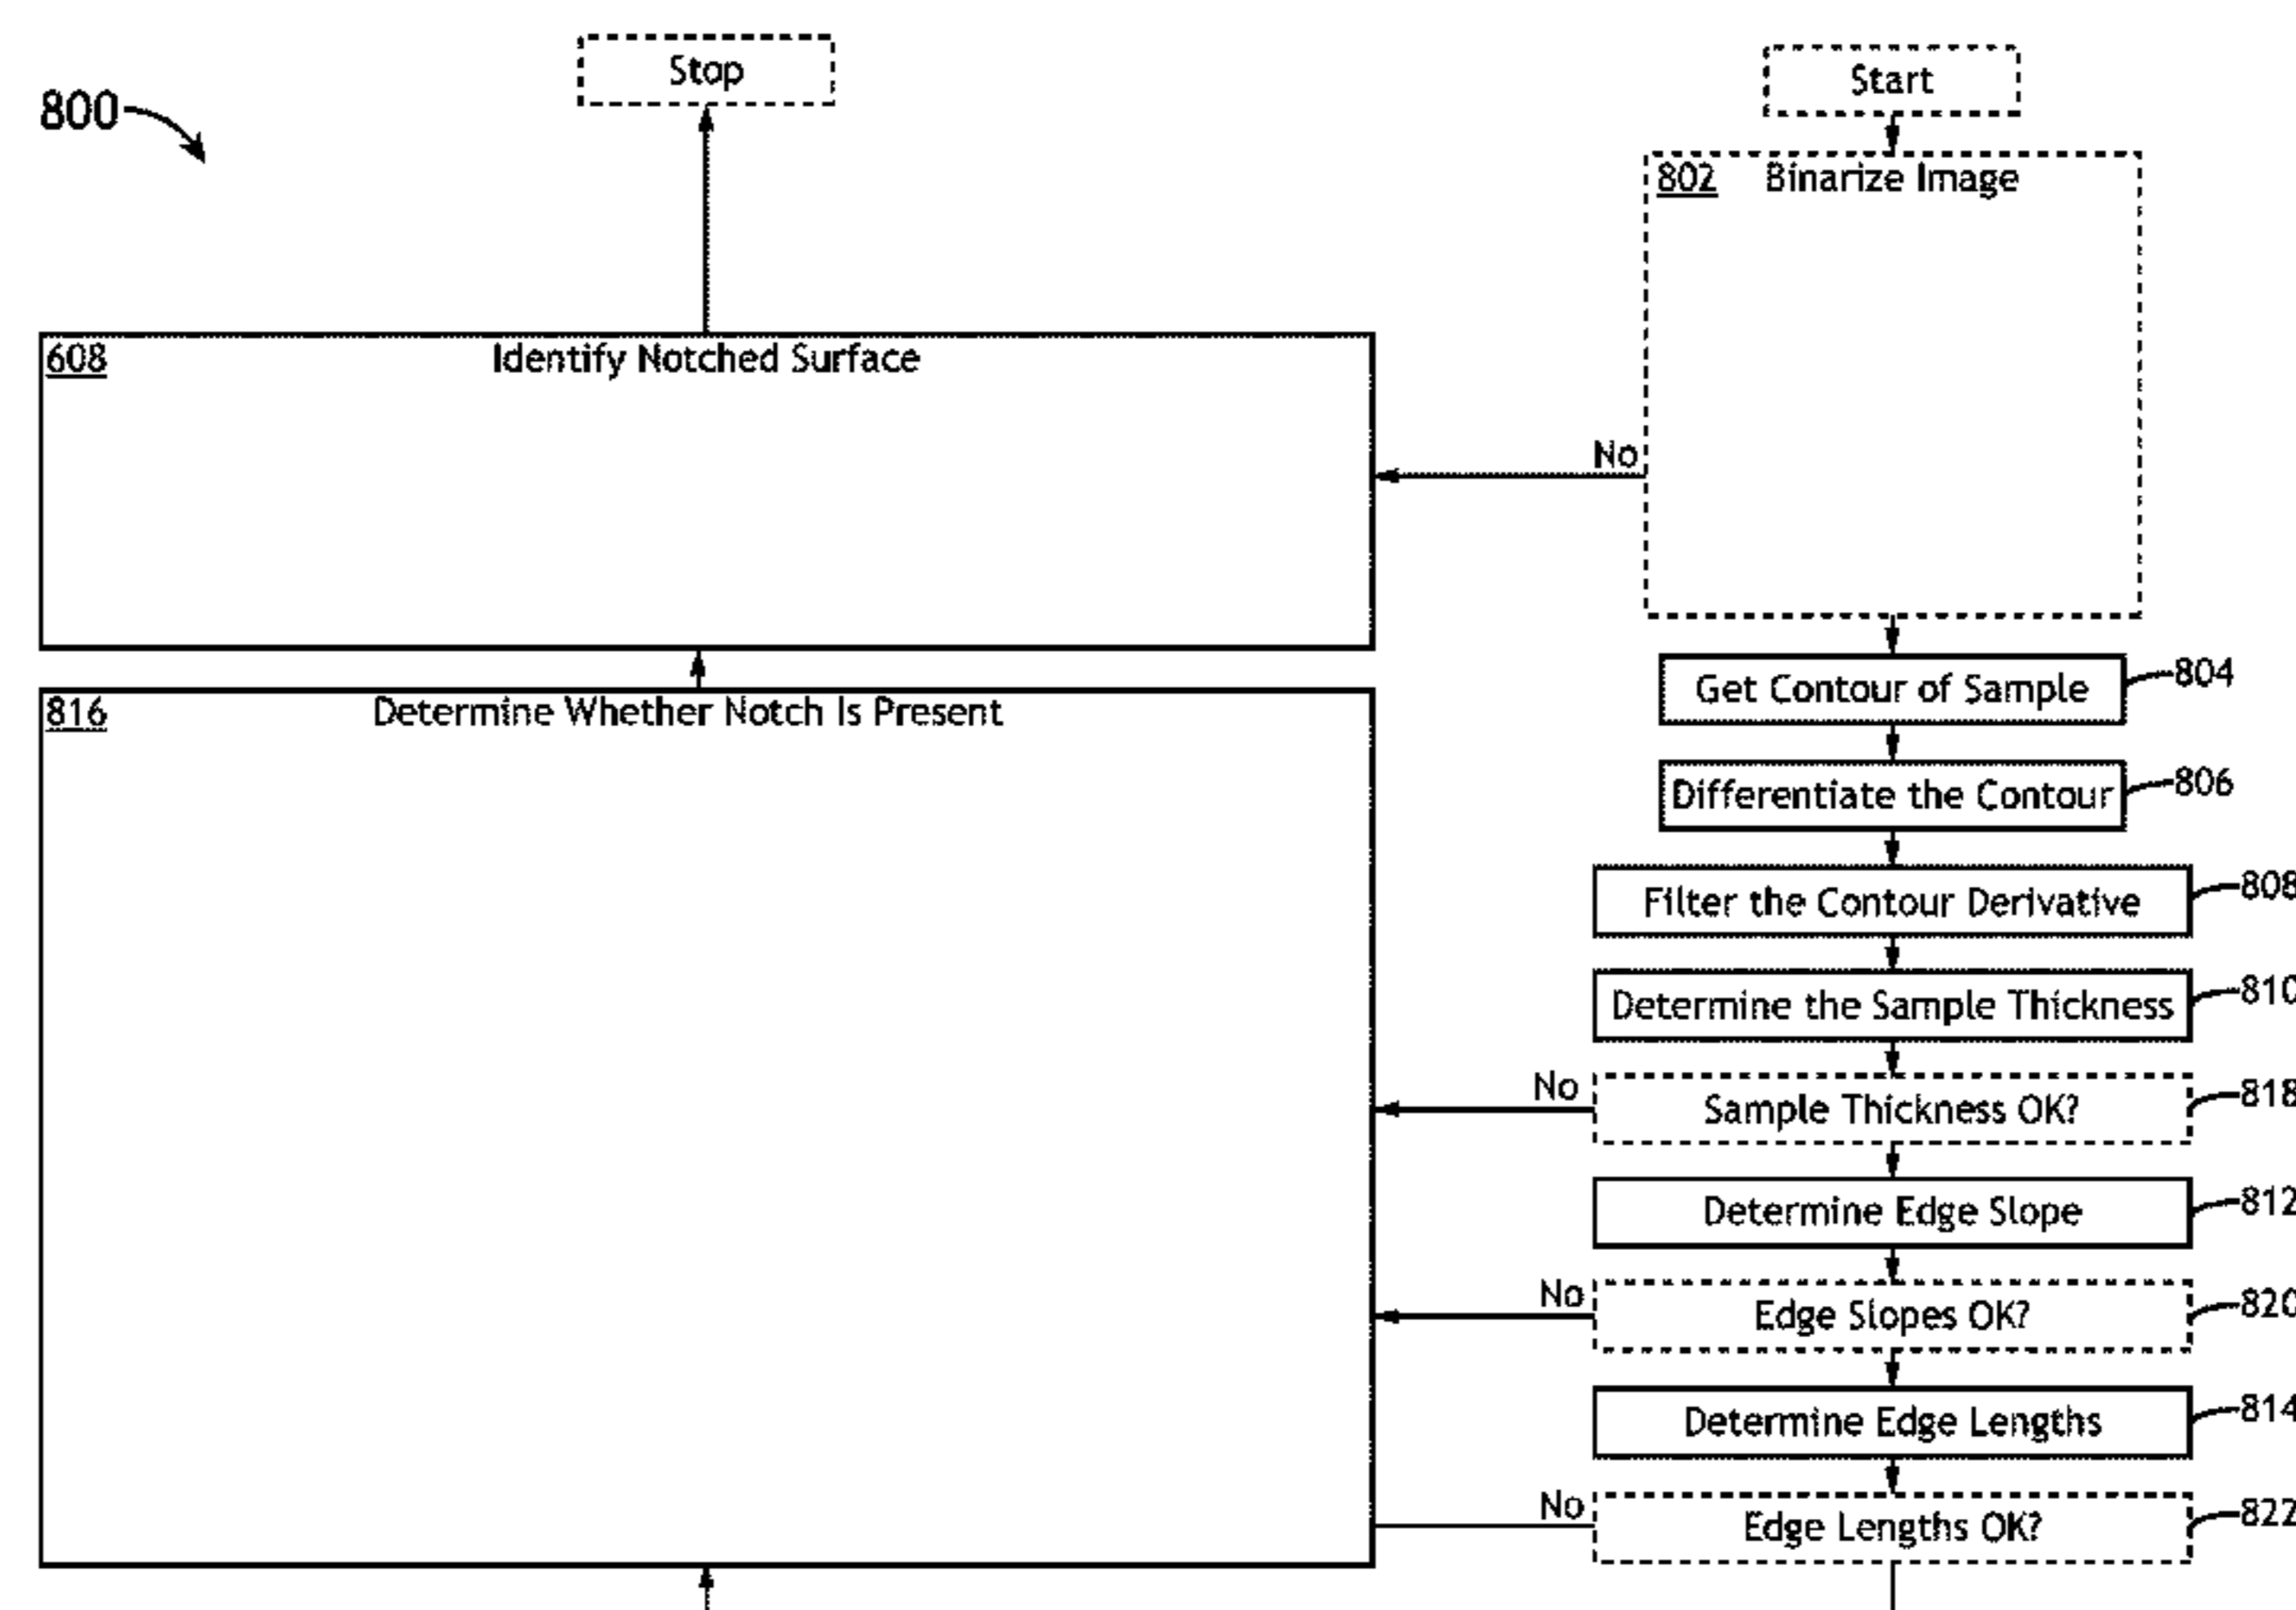 800
Stop
Start
802 Binarize Image
608 Identify Notched Surface
No
Get Contour of Sample 804
816 Determine Whether Notch Is Present
Differentiate the Contour 806
Filter the Contour Derivative 808
Determine the Sample Thickness 810
No
Sample Thickness OK? 818
Determine Edge Slope 812
No
Edge Slopes OK? 820
Determine Edge Lengths 814
No
Edge Lengths OK? 822